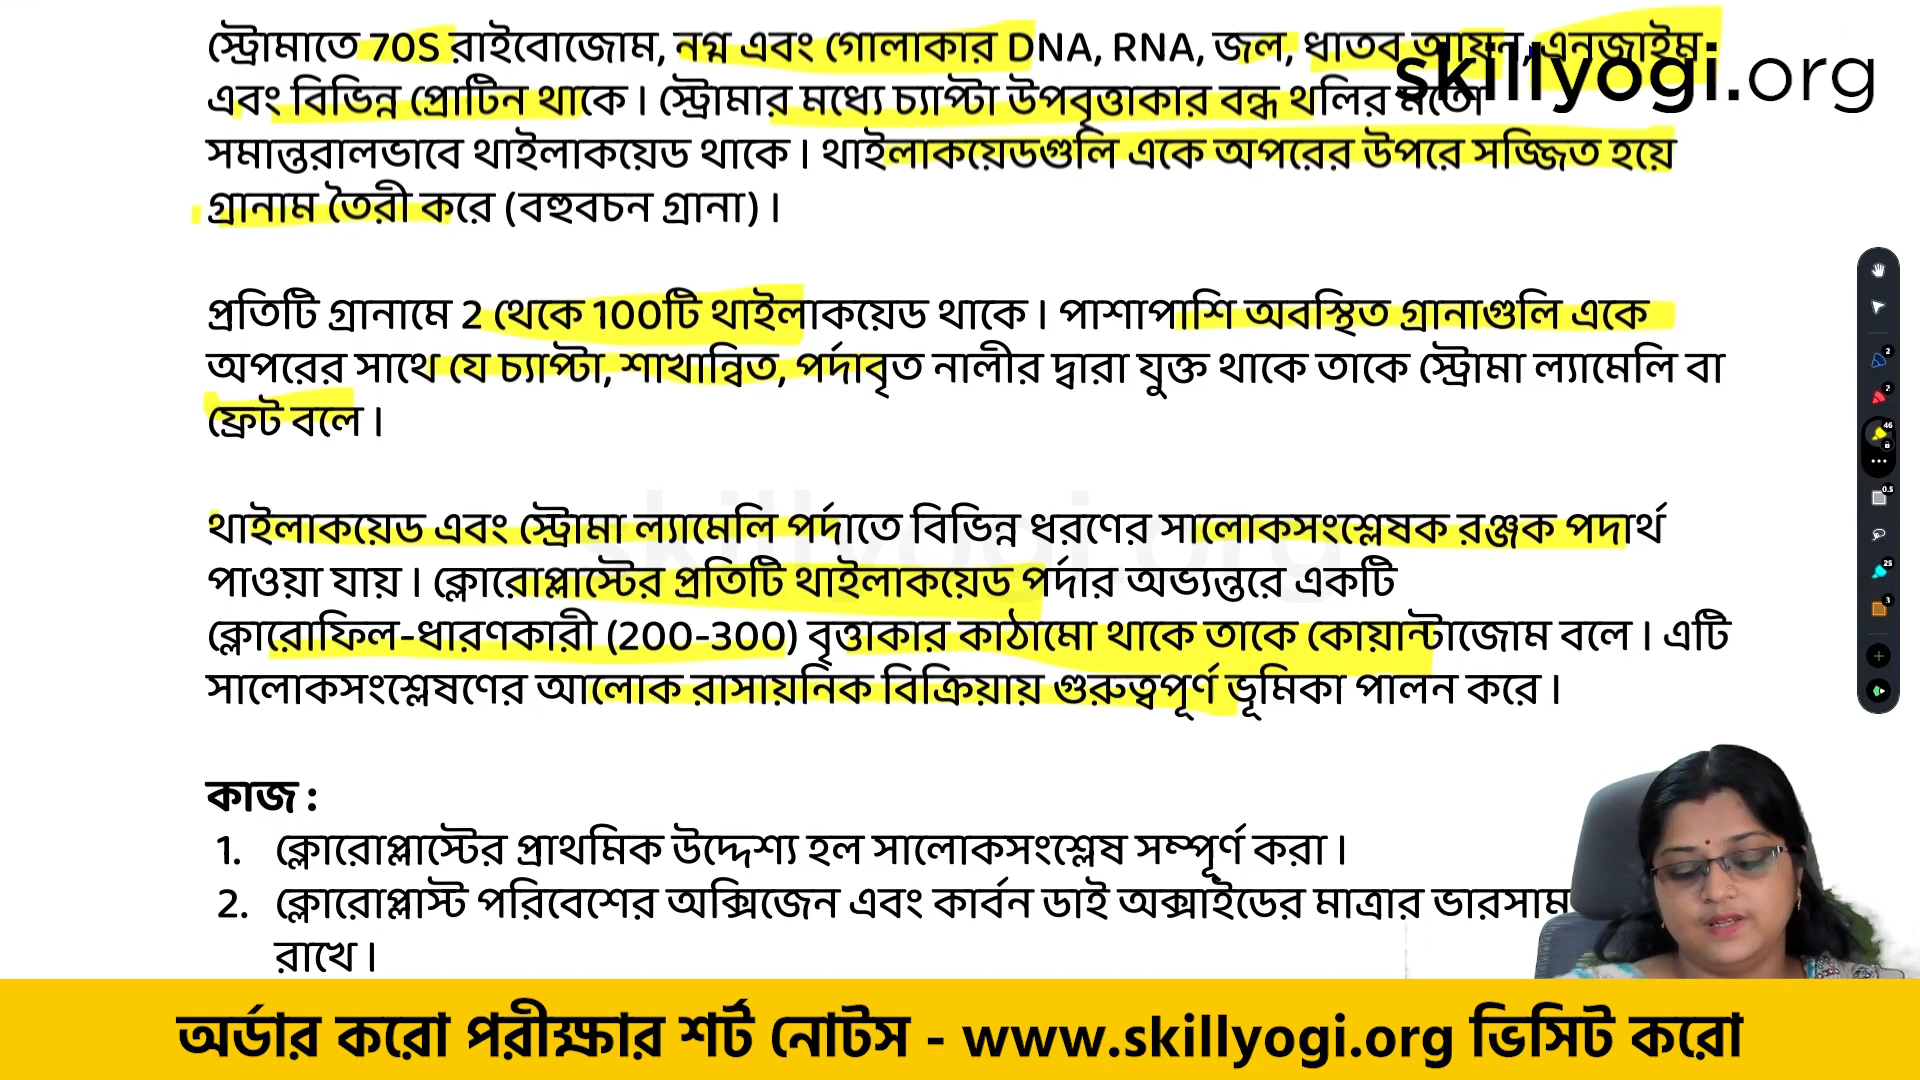 স্ট্রোমাতে 70S রাইবোজোম, নগ্ন এবং গোলাকার DNA, RNA, জল, ধাতব আয়ন, এনজাইম
skillyogi.org
এবং বিভিন্ন প্রোটিন থাকে। স্ট্রোমার মধ্যে চ্যাপ্টা উপবৃত্তাকার বন্ধ থলির মতো
সমান্তরালভাবে থাইলাকয়েড থাকে। থাইলাকয়েডগুলি একে অপরের উপরে সজ্জিত হয়ে
গ্রানাম তৈরী করে (বহুবচন গ্রানা)।
প্রতিটি গ্রানামে 2 থেকে 100টি থাইলাকয়েড থাকে। পাশাপাশি অবস্থিত গ্রানাগুলি একে
অপরের সাথে যে চ্যাপ্টা, শাখান্বিত, পর্দাবৃত নালীর দ্বারা যুক্ত থাকে তাকে স্ট্রোমা ল্যামেলি বা
ফ্রেট বলে।
থাইলাকয়েড এবং স্ট্রোমা ল্যামেলি পর্দাতে বিভিন্ন ধরণের সালোকসংশ্লেষক রঞ্জক পদার্থ
পাওয়া যায়। ক্লোরোপ্লাস্টের প্রতিটি থাইলাকয়েড পর্দার অভ্যন্তরে একটি
ক্লোরোফিল-ধারণকারী (200-300) বৃত্তাকার কাঠামো থাকে তাকে কোয়ান্টাজোম বলে। এটি
সালোকসংশ্লেষণের আলোক রাসায়নিক বিক্রিয়ায় গুরুত্বপূর্ণ ভূমিকা পালন করে।
কাজ :
1. ক্লোরোপ্লাস্টের প্রাথমিক উদ্দেশ্য হল সালোকসংশ্লেষ সম্পূর্ণ করা।
2. ক্লোরোপ্লাস্ট পরিবেশের অক্সিজেন এবং কার্বন ডাই অক্সাইডের মাত্রার
রাখে।
অর্ডার করো পরীক্ষার শর্ট নোটস - www.skillyogi.org ভিসিট করো